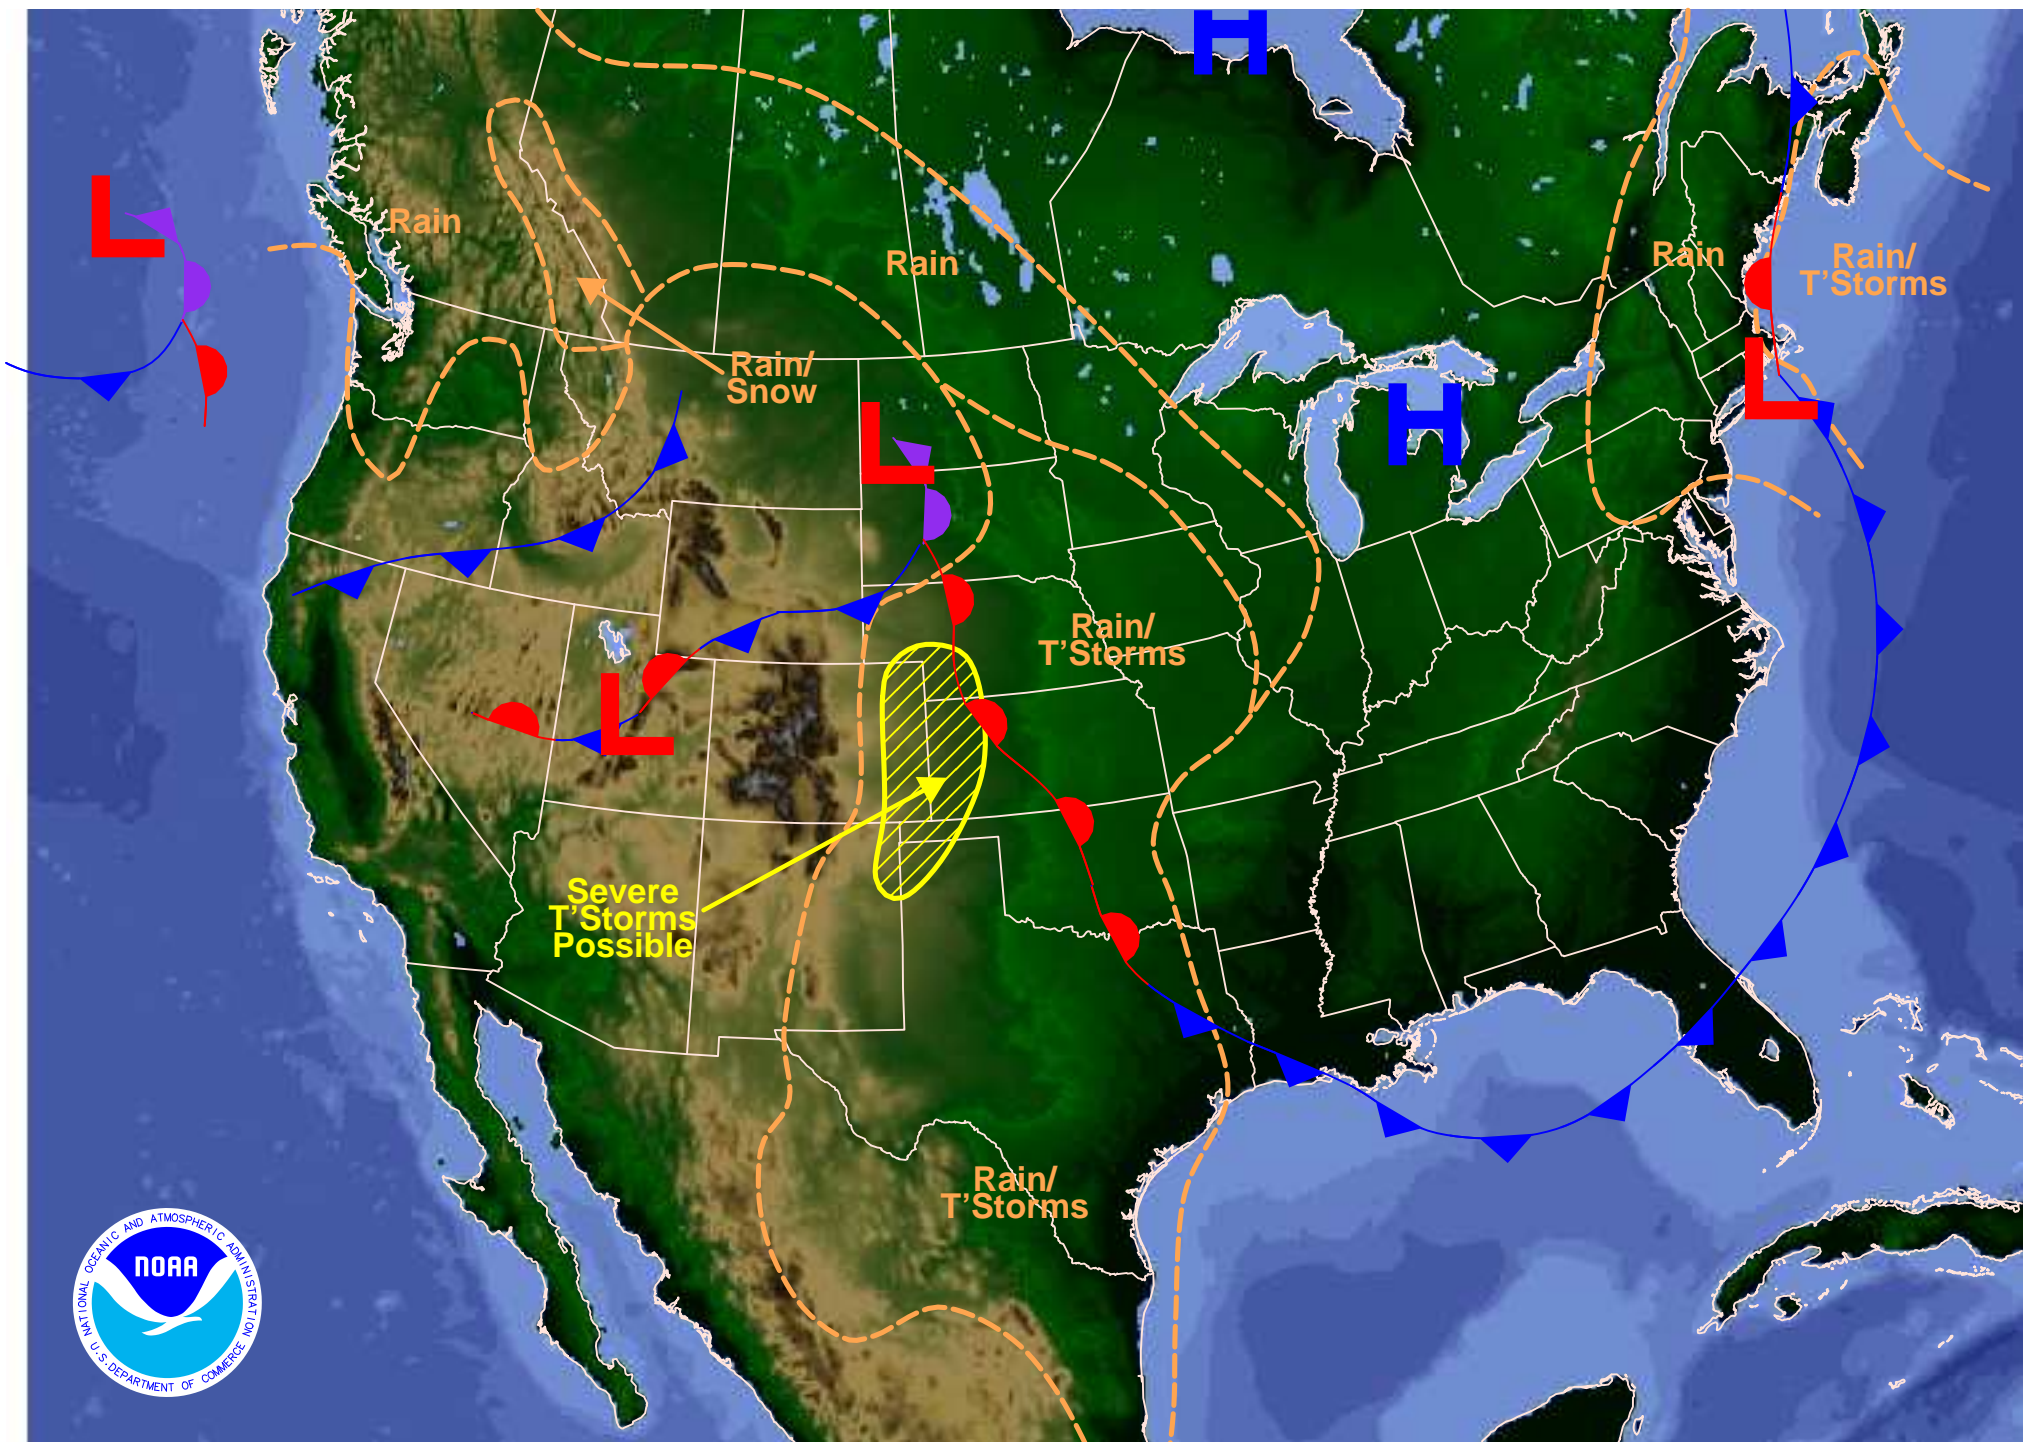 H
L
Rain
Rain
Rain
Rain/
T'Storms
Rain/
Snow
L
H
L
Rain/
T'Storms
L
Severe
T'Storms
Possible
Rain/
T'Storms
NATIONAL OCEANIC AND ATMOSPHERIC ADMINISTRATION
NOAA
U.S. DEPARTMENT OF COMMERCE